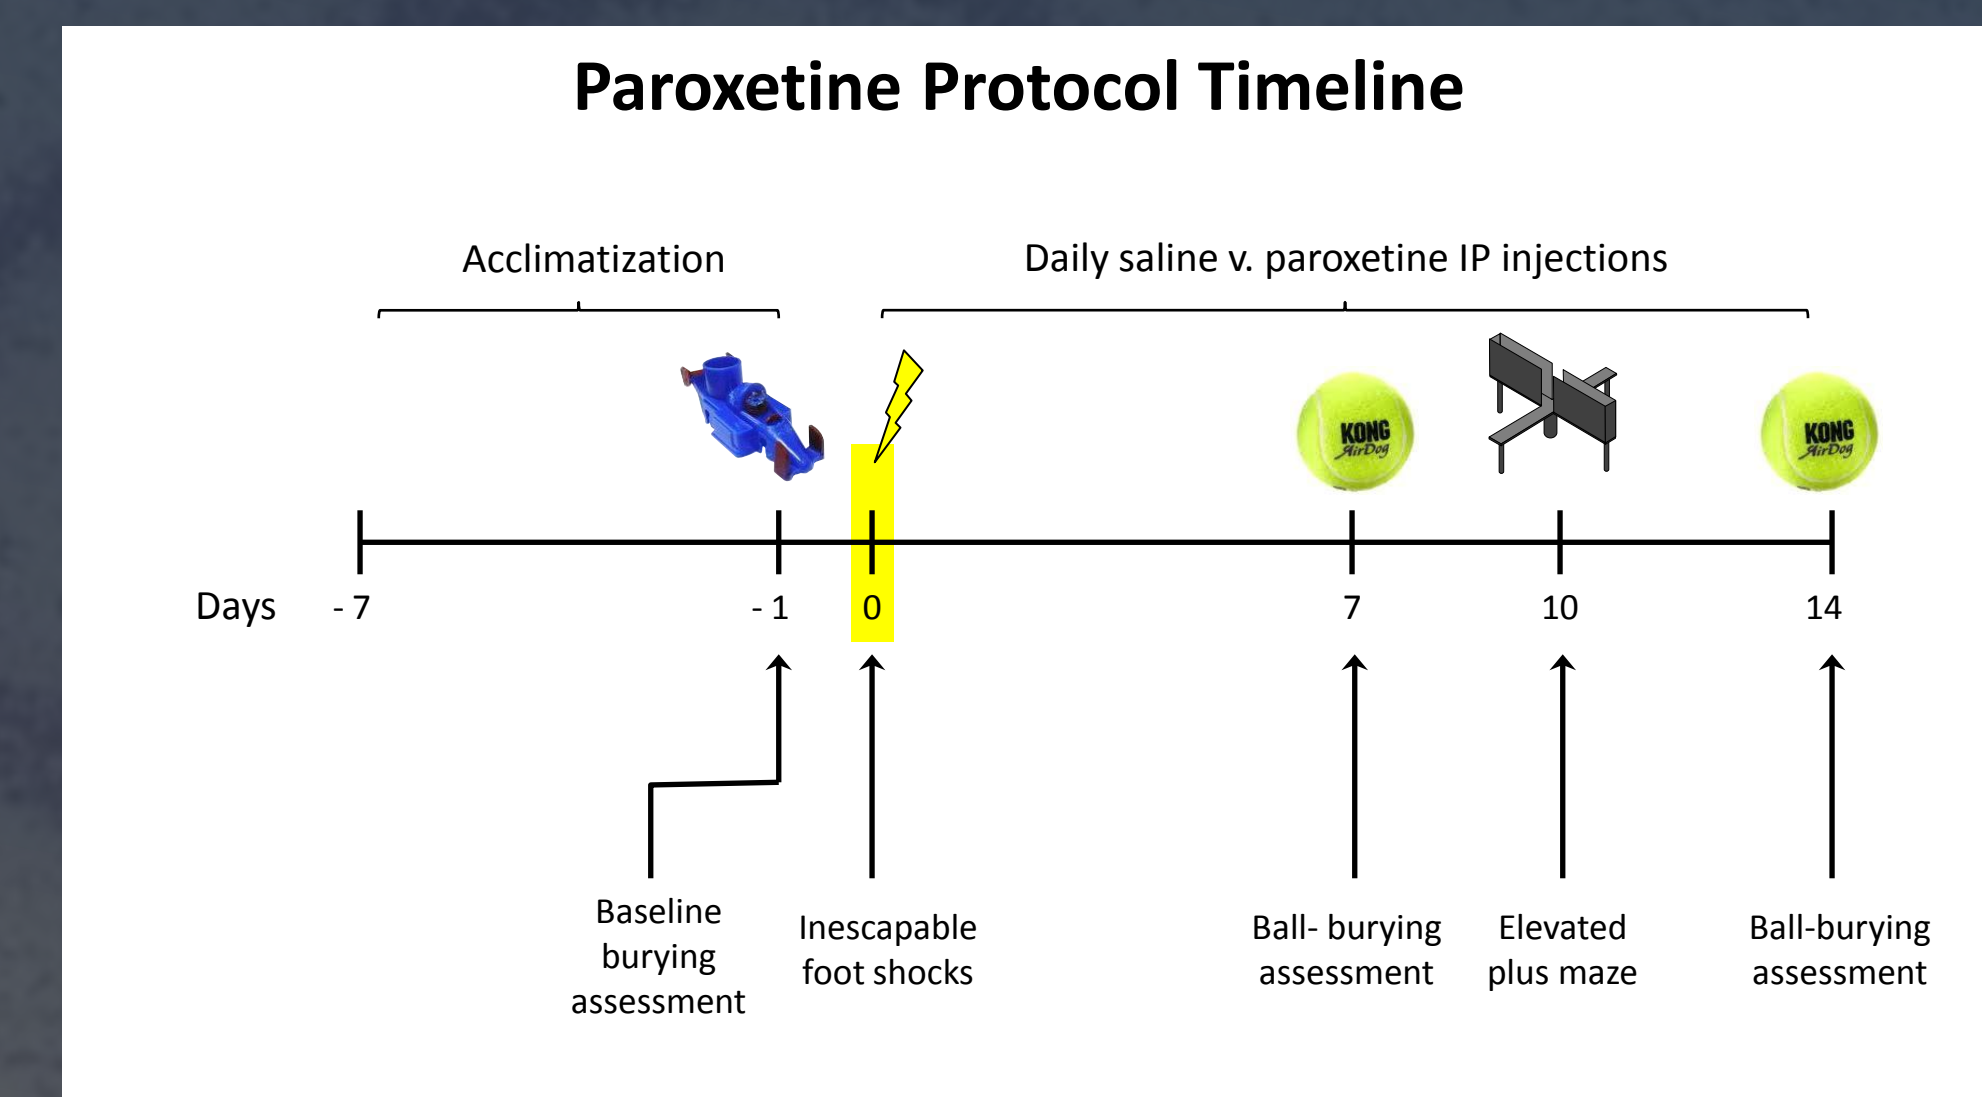 Paroxetine Protocol Timeline
Acclimatization
Daily saline v. paroxetine IP injections
KONG
AirDog
KONG
AirDog
Days
- 7
- 1
0
7
10
14
Baseline
burying
assessment
Inescapable
foot shocks
Ball- burying
assessment
Elevated
plus maze
Ball-burying
assessment